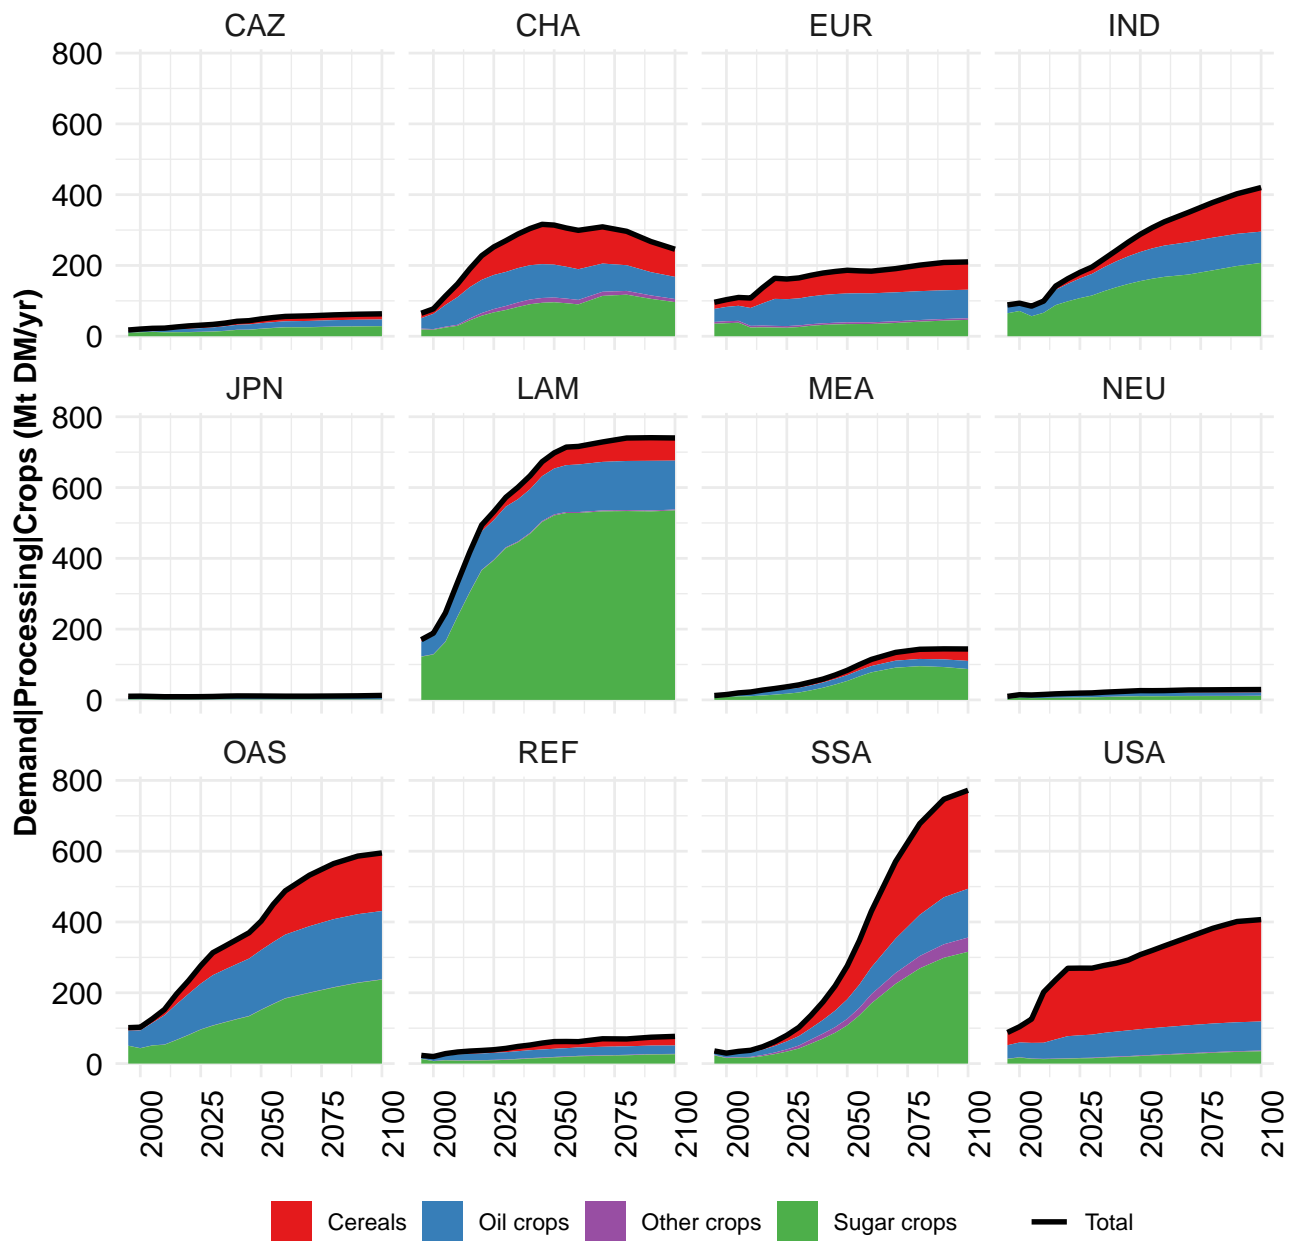 CAZ CHA EUR IND
800
600
400
200
0
JPN LAM MEA NEU
800
600
400
200
0
Demand|Processing|Crops (Mt DM/yr)
OAS REF SSA USA
800
600
400
200
0
2000 2025 2050 2075 2100 2000 2025 2050 2075 2100 2000 2025 2050 2075 2100 2000 2025 2050 2075 2100
Cereals Oil crops Other crops Sugar crops Total